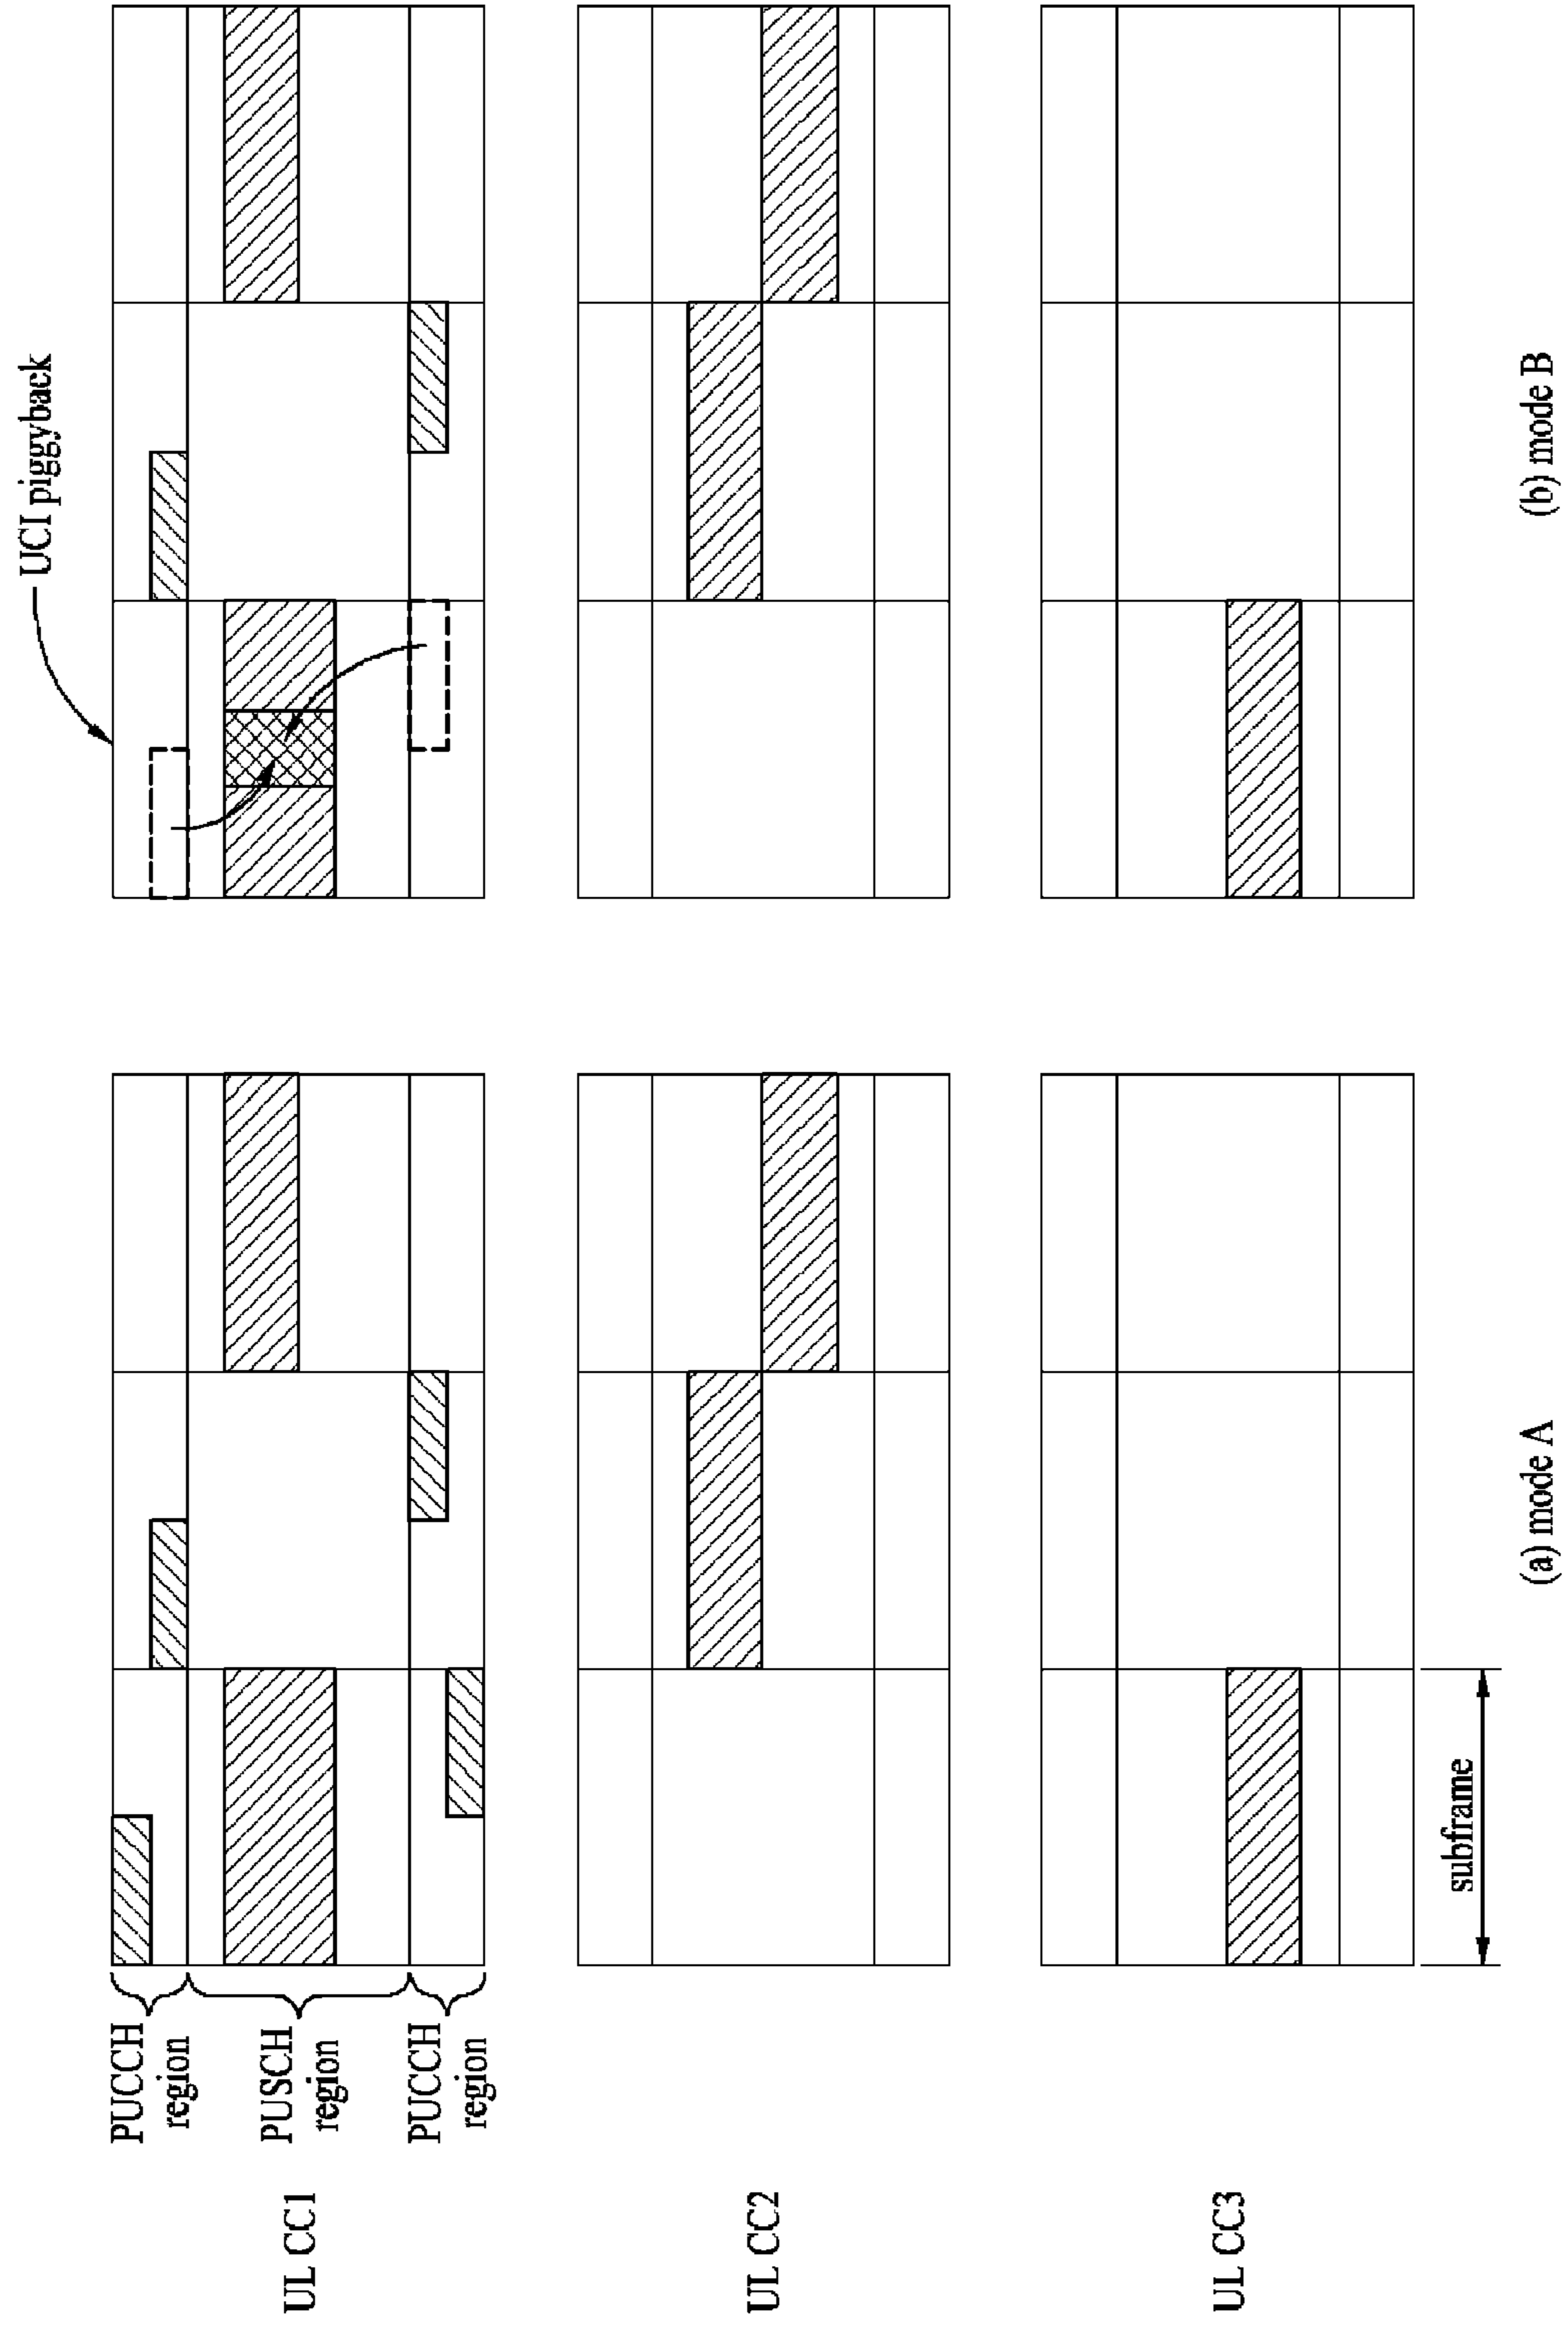 UCI piggyback
PUCCH
region
PUSCH
region
PUCCH
region
UL CC1
UL CC2
UL CC3
subframe
(a) mode A
(b) mode B